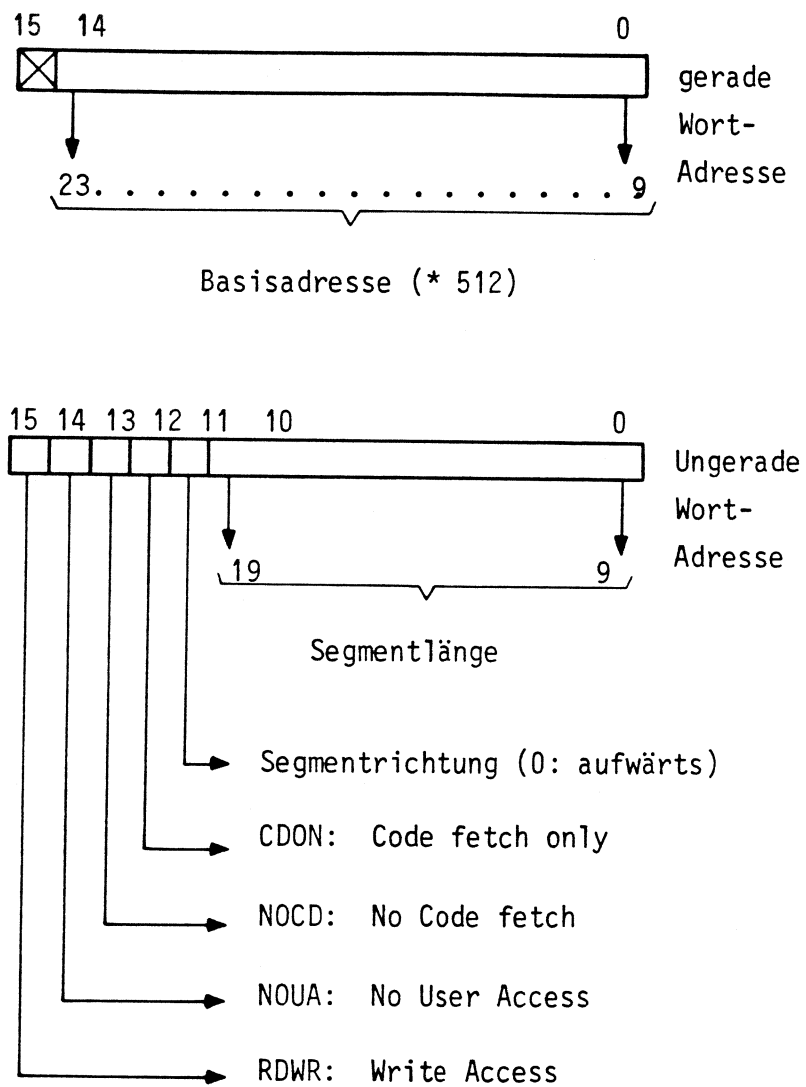 15 14 0
gerade
Wort-
Adresse
23. . . . . . . . . . . . . . . . . 9
Basisadresse (* 512)
15 14 13 12 11 10 0
Ungerade
Wort-
Adresse
19 9
Segmentlänge
Segmentrichtung (0: aufwärts)
CDON: Code fetch only
NOCD: No Code fetch
NOUA: No User Access
RDWR: Write Access